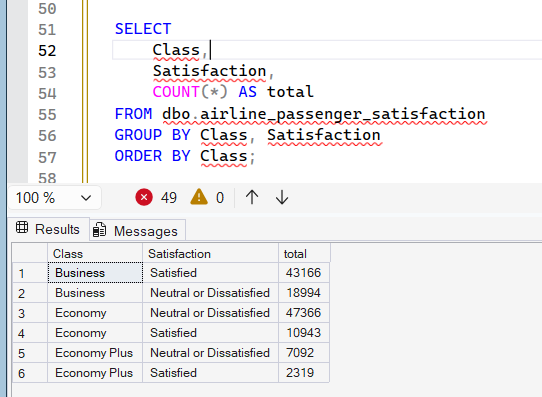 50
51 SELECT
52 Class,
53 Satisfaction,
54 COUNT(*) AS total
55 FROM dbo.airline_passenger_satisfaction
56 GROUP BY Class, Satisfaction
57 ORDER BY Class;
58
100 % 49 0
Results Messages
Class Satisfaction total
1 Business Satisfied 43166
2 Business Neutral or Dissatisfied 18994
3 Economy Neutral or Dissatisfied 47366
4 Economy Satisfied 10943
5 Economy Plus Neutral or Dissatisfied 7092
6 Economy Plus Satisfied 2319